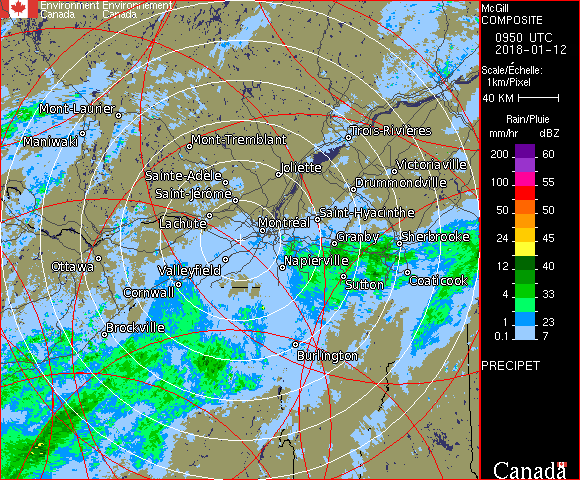 Environment Environnement
Canada Canada
McGill
COMPOSITE
0950 UTC
2018-01-12
Scale/Échelle:
1km/Pixel
40 KM
Rain/Pluie
mm/hr dBZ
200 60
100 55
50 50
24 45
12 40
4 33
1 23
0.1 7
PRECIPET
Canada
Mont-Laurier
Maniwaki
Mont-Tremblant
Trois-Rivières
Joliette
Victoriaville
Sainte-Adèle
Drummondville
Saint-Jérôme
Lachute
Saint-Hyacinthe
Montréal
Granby
Sherbrooke
Ottawa
Valleyfield
Napierville
Cornwall
Sutton
Coaticook
Brockville
Burlington